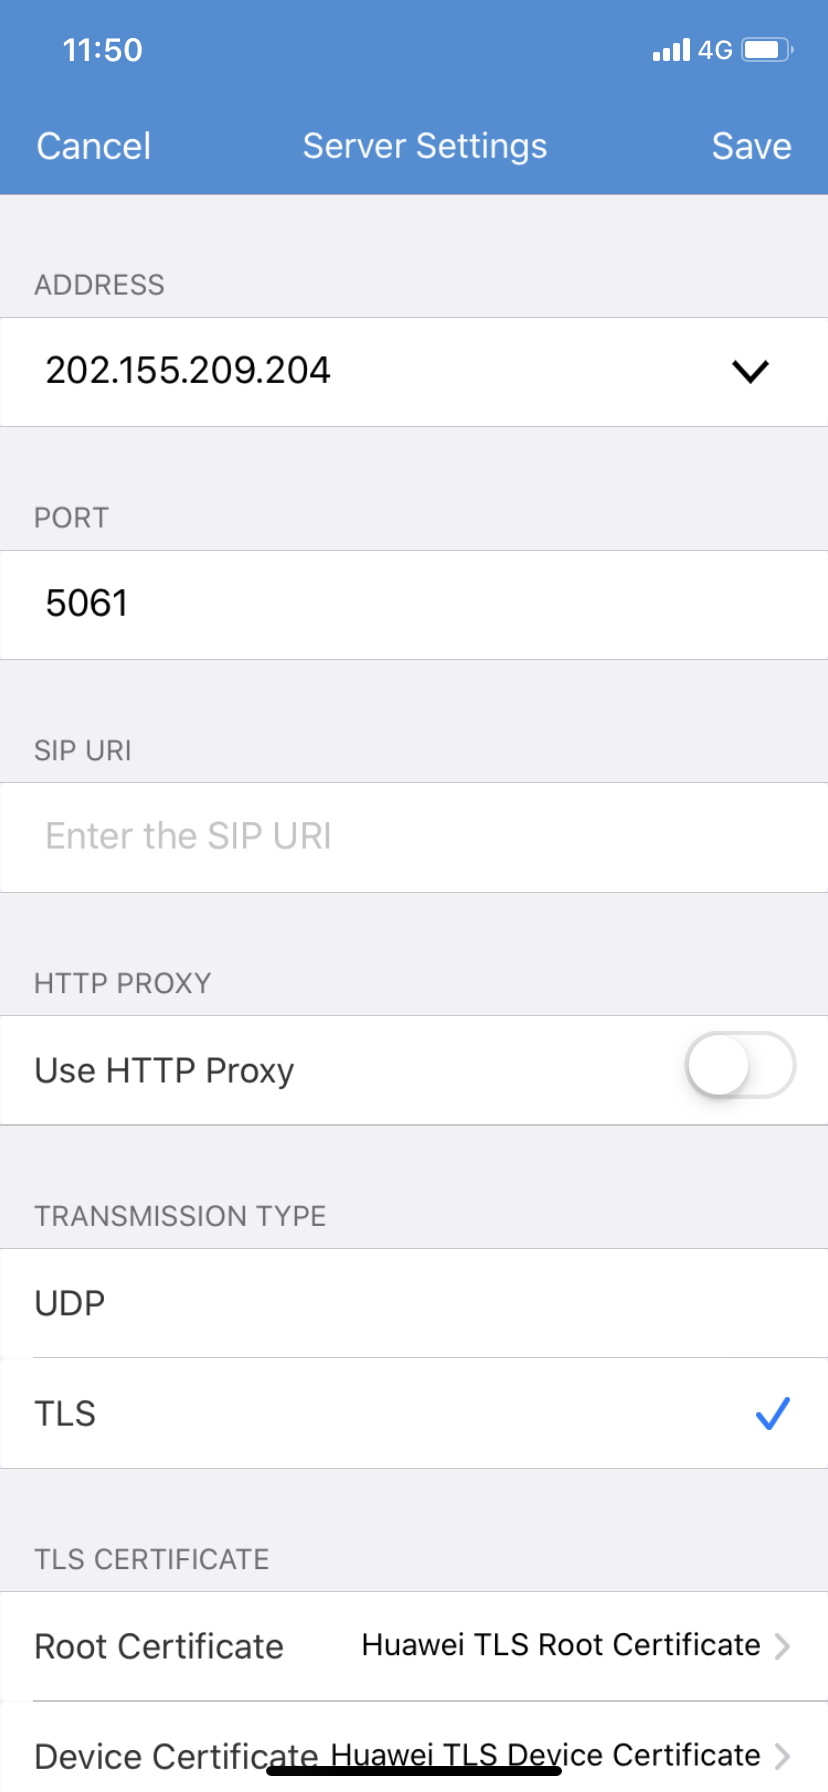 11:50 4G
Cancel Server Settings Save
ADDRESS
202.155.209.204
PORT
5061
SIP URI
Enter the SIP URI
HTTP PROXY
Use HTTP Proxy
TRANSMISSION TYPE
UDP
TLS
TLS CERTIFICATE
Root Certificate Huawei TLS Root Certificate
Device Certificate Huawei TLS Device Certificate